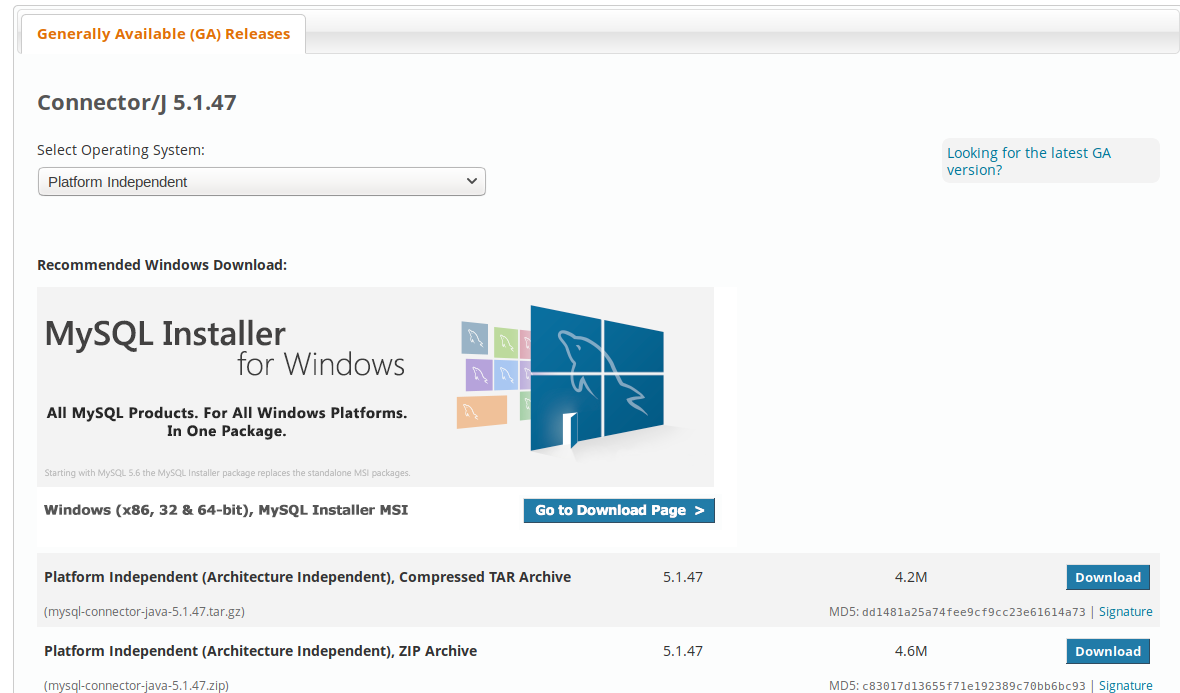 Generally Available (GA) Releases
Connector/J 5.1.47
Select Operating System:
Looking for the latest GA
version?
Platform Independent
Recommended Windows Download:
MySQL Installer
for Windows
All MySQL Products. For All Windows Platforms.
In One Package.
Starting with MySQL 5.6 the MySQL Installer package replaces the standalone MSI packages.
Windows (x86, 32 & 64-bit), MySQL Installer MSI Go to Download Page >
Platform Independent (Architecture Independent), Compressed TAR Archive 5.1.47 4.2M Download
(mysql-connector-java-5.1.47.tar.gz) MD5: dd1481a25a74fee9cf9cc23e61614a73 | Signature
Platform Independent (Architecture Independent), ZIP Archive 5.1.47 4.6M Download
(mysql-connector-java-5.1.47.zip) MD5: c83017d13655f71e192389c70bb6bc93 | Signature